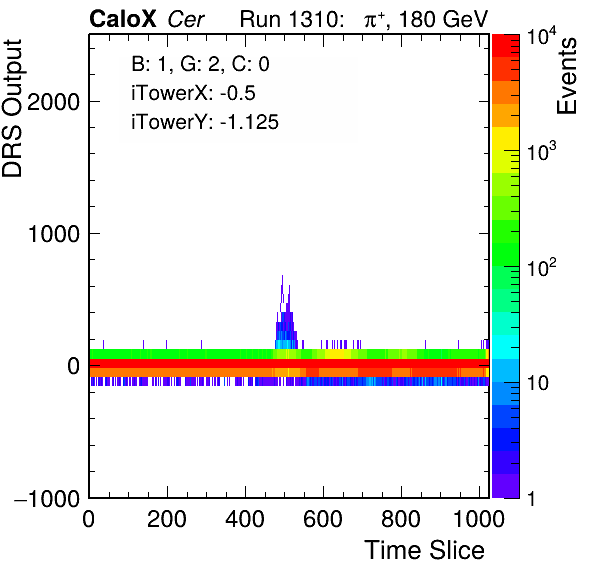 CaloX Cer Run 1310: π⁺, 180 GeV
B: 1, G: 2, C: 0
iTowerX: -0.5
iTowerY: -1.125
DRS Output
2000
1000
0
−1000
0 200 400 600 800 1000
Time Slice
Events
10⁴
10³
10²
10
1